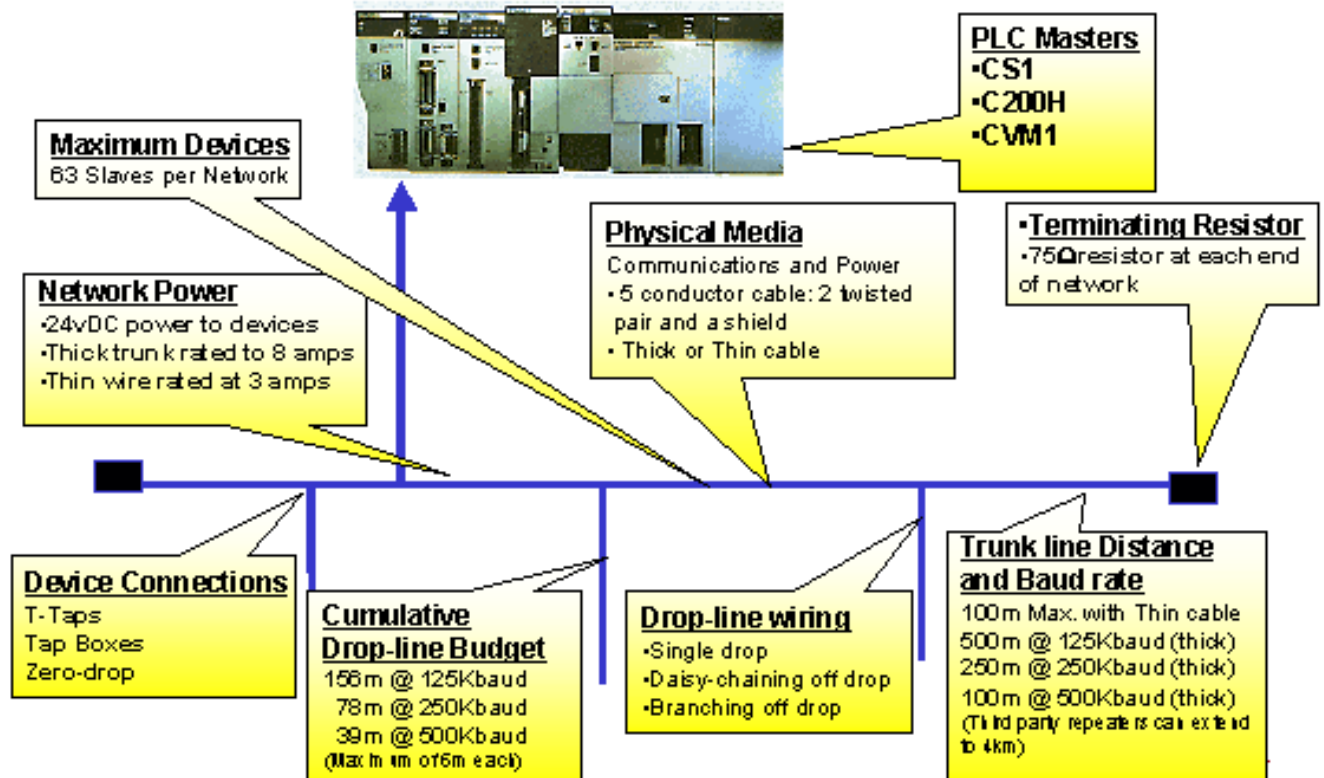 PLC Masters
•CS1
•C200H
•CVM1
Maximum Devices
63 Slaves per Network
Physical Media
Communications and Power
• 5 conductor cable: 2 twisted
pair and a shield
• Thick or Thin cable
•Terminating Resistor
•75Ωresistor at each end
of network
Network Power
•24vDC power to devices
•Thick trunk rated to 8 amps
•Thin wire rated at 3 amps
Device Connections
T-Taps
Tap Boxes
Zero-drop
Cumulative
Drop-line Budget
156m @ 125Kbaud
78m @ 250Kbaud
39m @ 500Kbaud
(Maximum of 6m each)
Drop-line wiring
•Single drop
•Daisy-chaining off drop
•Branching off drop
Trunk line Distance
and Baud rate
100m Max. with Thin cable
500m @ 125Kbaud (thick)
250m @ 250Kbaud (thick)
100m @ 500Kbaud (thick)
(Third party repeaters can extend
to 4km)